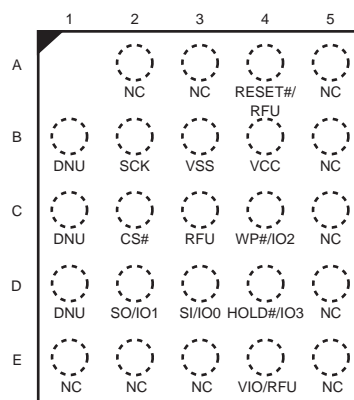 1 2 3 4 5
A
NC NC RESET#/ NC
RFU
B
DNU SCK VSS VCC NC
C
DNU CS# RFU WP#/IO2 NC
D
DNU SO/IO1 SI/IO0 HOLD#/IO3 NC
E
NC NC NC VIO/RFU NC